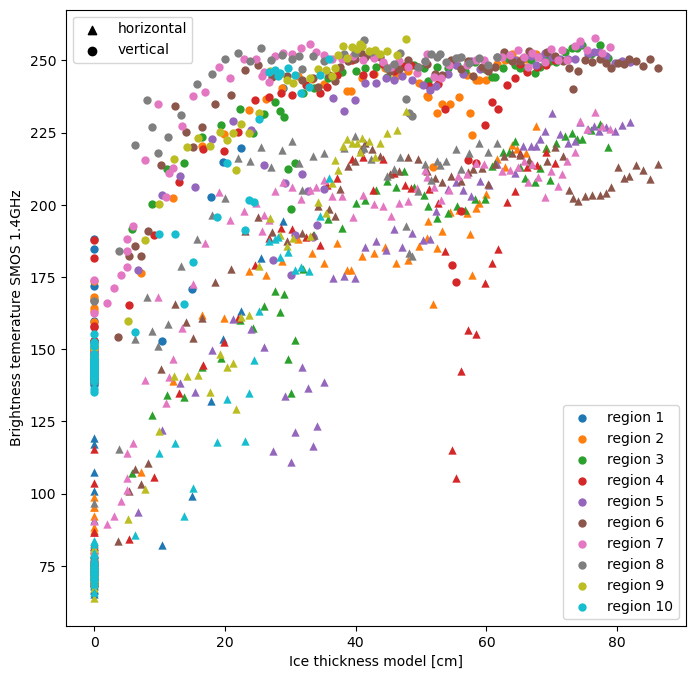 horizontal
vertical
250
225
200
175
150
125
100
75
Brightness temerature SMOS 1.4GHz
region 1
region 2
region 3
region 4
region 5
region 6
region 7
region 8
region 9
region 10
0 20 40 60 80
Ice thickness model [cm]